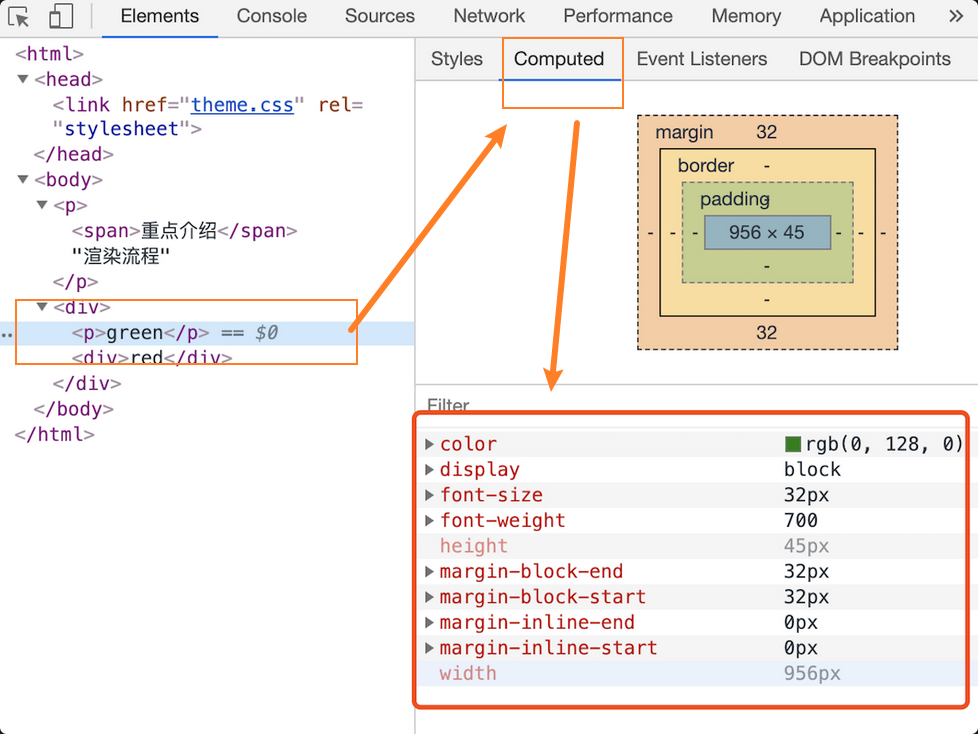 Elements Console Sources Network Performance Memory Application »
<html>
▼<head>
<link href="theme.css" rel=
"stylesheet">
</head>
▼<body>
▼<p>
<span>重点介绍</span>
"渲染流程"
</p>
▼<div>
<p>green</p> == $0
<div>red</div>
</div>
</body>
</html>
Styles Computed Event Listeners DOM Breakpoints
margin 32
border -
padding -
- - - 956 × 45 - - -
-
-
32
Filter
color rgb(0, 128, 0)
display block
font-size 32px
font-weight 700
height 45px
margin-block-end 32px
margin-block-start 32px
margin-inline-end 0px
margin-inline-start 0px
width 956px